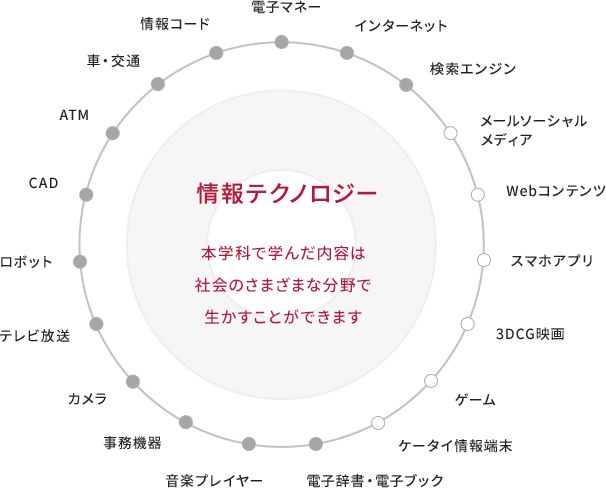 電子マネー
インターネット
検索エンジン
メールソーシャル
メディア
Webコンテンツ
スマホアプリ
3DCG映画
ゲーム
ケータイ情報端末
電子辞書・電子ブック
音楽プレイヤー
事務機器
カメラ
テレビ放送
ロボット
CAD
ATM
車・交通
情報コード
情報テクノロジー
本学科で学んだ内容は
社会のさまざまな分野で
生かすことができます